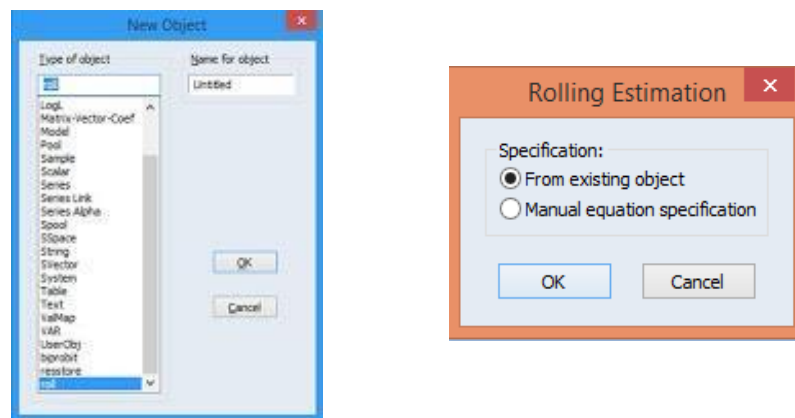 New Object
Type of object
Name for object
roll
Untitled
LogL
Matrix-Vector-Coef
Model
Pool
Sample
Scalar
Series
Series Link
Series Alpha
Spool
SSpace
String
SVector
System
Table
Text
ValMap
VAR
UserObj
biprobit
resstore
roll
OK
Cancel
Rolling Estimation
Specification:
From existing object
Manual equation specification
OK
Cancel